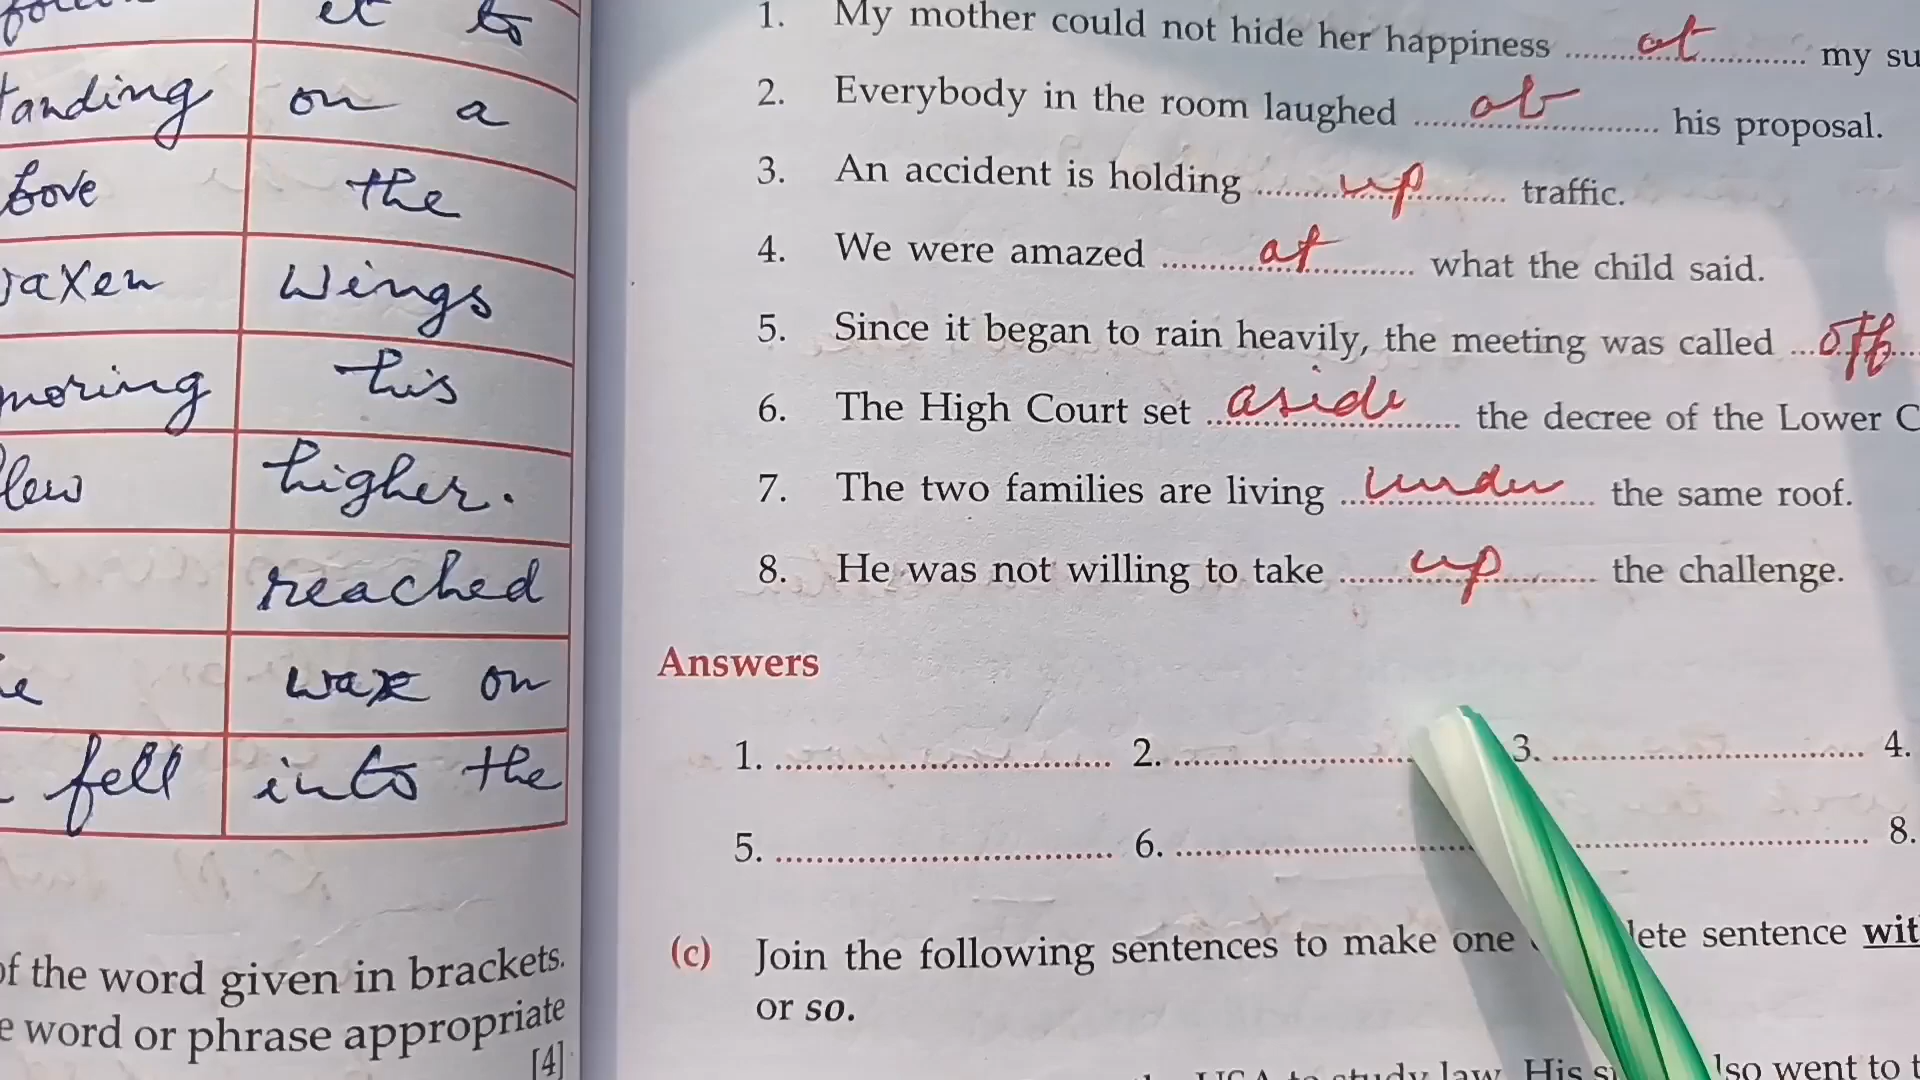 it to
tanding on a
bove the
waxen Wings
moring his
lew higher.
reached
wax on
fell into the
of the word given in brackets.
e word or phrase appropriate
[4]
1. My mother could not hide her happiness ........at........ my su
2. Everybody in the room laughed ........at........ his proposal.
3. An accident is holding ........up........ traffic.
4. We were amazed ........at........ what the child said.
5. Since it began to rain heavily, the meeting was called ...off...
6. The High Court set ........aside........ the decree of the Lower C
7. The two families are living ........under........ the same roof.
8. He was not willing to take ........up........ the challenge.
Answers
1. ........ 2. ........ 3. ........ 4.
5. ........ 6. ........ 8.
(c) Join the following sentences to make one lete sentence wit
or so.
to study law. His lso went to t